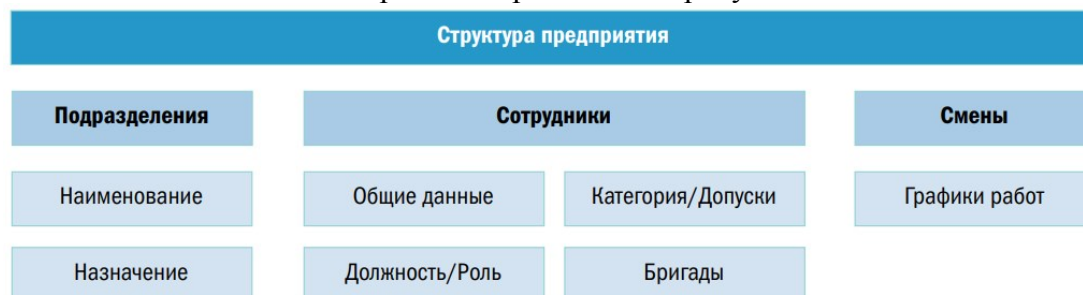 Структура предприятия
Подразделения
Сотрудники
Смены
Наименование
Общие данные
Категория/Допуски
Графики работ
Назначение
Должность/Роль
Бригады